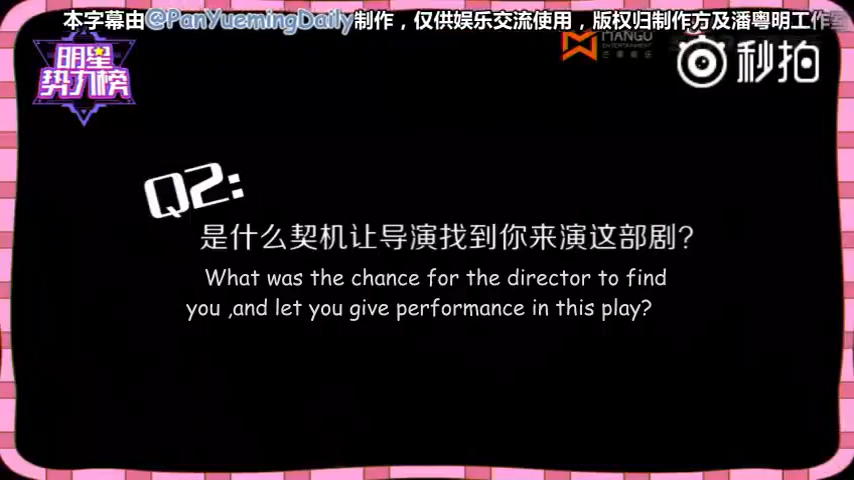 本字幕由@PanYuemingDaily制作，仅供娱乐交流使用，版权归制作方及潘粤明工作室
明星
势力榜
MANGU
ENTERTAINMENT
秒拍
Q2:
是什么契机让导演找到你来演这部剧?
What was the chance for the director to find
you ,and let you give performance in this play?